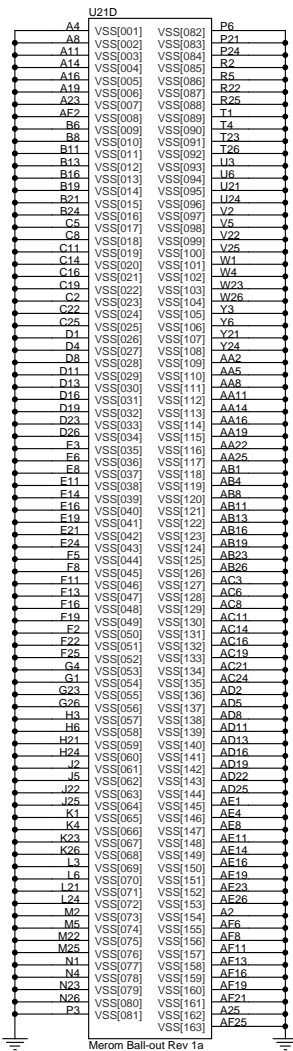 U21D
A4 VSS[001] VSS[082] P6
A8 VSS[002] VSS[083] P21
A11 VSS[003] VSS[084] P24
A14 VSS[004] VSS[085] R2
A16 VSS[005] VSS[086] R5
A19 VSS[006] VSS[087] R22
A23 VSS[007] VSS[088] R25
AF2 VSS[008] VSS[089] T1
B6 VSS[009] VSS[090] T4
B8 VSS[010] VSS[091] T23
B11 VSS[011] VSS[092] T26
B13 VSS[012] VSS[093] U3
B16 VSS[013] VSS[094] U6
B19 VSS[014] VSS[095] U21
B21 VSS[015] VSS[096] U24
B24 VSS[016] VSS[097] V2
C5 VSS[017] VSS[098] V5
C8 VSS[018] VSS[099] V22
C11 VSS[019] VSS[100] V25
C14 VSS[020] VSS[101] W1
C16 VSS[021] VSS[102] W4
C19 VSS[022] VSS[103] W23
C2 VSS[023] VSS[104] W26
C22 VSS[024] VSS[105] Y3
C25 VSS[025] VSS[106] Y6
D1 VSS[026] VSS[107] Y21
D4 VSS[027] VSS[108] Y24
D8 VSS[028] VSS[109] AA2
D11 VSS[029] VSS[110] AA5
D13 VSS[030] VSS[111] AA8
D16 VSS[031] VSS[112] AA11
D19 VSS[032] VSS[113] AA14
D23 VSS[033] VSS[114] AA16
D26 VSS[034] VSS[115] AA19
E3 VSS[035] VSS[116] AA22
E6 VSS[036] VSS[117] AA25
E8 VSS[037] VSS[118] AB1
E11 VSS[038] VSS[119] AB4
E14 VSS[039] VSS[120] AB8
E16 VSS[040] VSS[121] AB11
E19 VSS[041] VSS[122] AB13
E21 VSS[042] VSS[123] AB16
E24 VSS[043] VSS[124] AB19
F5 VSS[044] VSS[125] AB23
F8 VSS[045] VSS[126] AB26
F11 VSS[046] VSS[127] AC3
F13 VSS[047] VSS[128] AC6
F16 VSS[048] VSS[129] AC8
F19 VSS[049] VSS[130] AC11
F2 VSS[050] VSS[131] AC14
F22 VSS[051] VSS[132] AC16
F25 VSS[052] VSS[133] AC19
G4 VSS[053] VSS[134] AC21
G1 VSS[054] VSS[135] AC24
G23 VSS[055] VSS[136] AD2
G26 VSS[056] VSS[137] AD5
H3 VSS[057] VSS[138] AD8
H6 VSS[058] VSS[139] AD11
H21 VSS[059] VSS[140] AD13
H24 VSS[060] VSS[141] AD16
J2 VSS[061] VSS[142] AD19
J5 VSS[062] VSS[143] AD22
J22 VSS[063] VSS[144] AD25
J25 VSS[064] VSS[145] AE1
K1 VSS[065] VSS[146] AE4
K4 VSS[066] VSS[147] AE8
K23 VSS[067] VSS[148] AE11
K26 VSS[068] VSS[149] AE14
L3 VSS[069] VSS[150] AE16
L6 VSS[070] VSS[151] AE19
L21 VSS[071] VSS[152] AE23
L24 VSS[072] VSS[153] AE26
M2 VSS[073] VSS[154] A2
M5 VSS[074] VSS[155] AF6
M22 VSS[075] VSS[156] AF8
M25 VSS[076] VSS[157] AF11
N1 VSS[077] VSS[158] AF13
N4 VSS[078] VSS[159] AF16
N23 VSS[079] VSS[160] AF19
N26 VSS[080] VSS[161] AF21
P3 VSS[081] VSS[162] A25
VSS[163] AF25
Merom Ball-out Rev 1a